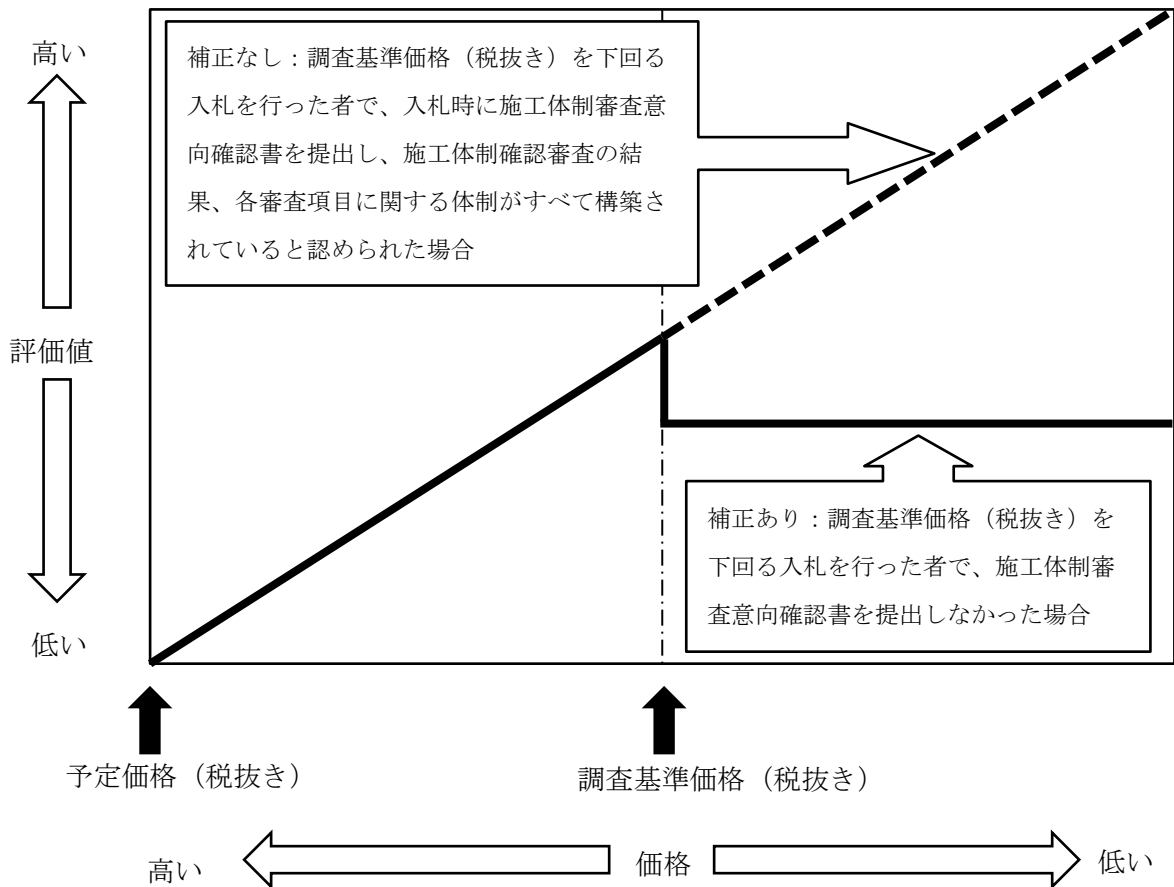 高い
補正なし：調査基準価格（税抜き）を下回る
入札を行った者で、入札時に施工体制審査意
向確認書を提出し、施工体制確認審査の結
果、各審査項目に関する体制がすべて構築さ
れていると認められた場合
評価値
補正あり：調査基準価格（税抜き）を
下回る入札を行った者で、施工体制審
査意向確認書を提出しなかった場合
低い
予定価格（税抜き）
調査基準価格（税抜き）
高い
価格
低い